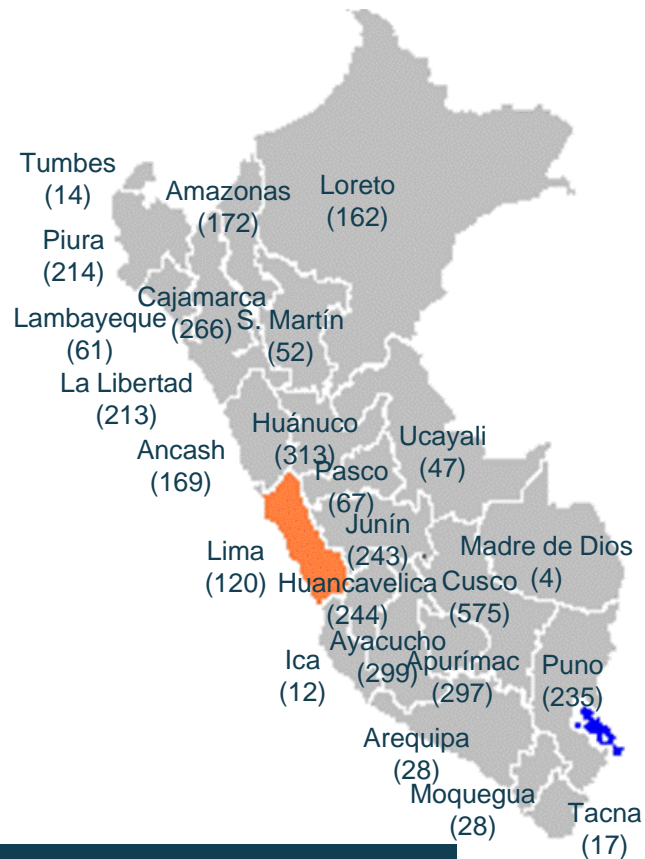 Tumbes
(14)
Amazonas
(172)
Loreto
(162)
Piura
(214)
Cajamarca
(266)
Lambayeque
(61)
S. Martín
(52)
La Libertad
(213)
Huánuco
(313)
Ucayali
(47)
Ancash
(169)
Pasco
(67)
Junín
(243)
Lima
(120)
Madre de Dios
(4)
Huancavelica
(244)
Cusco
(575)
Ayacucho
(299)
Apurímac
(297)
Ica
(12)
Puno
(235)
Arequipa
(28)
Moquegua
(28)
Tacna
(17)